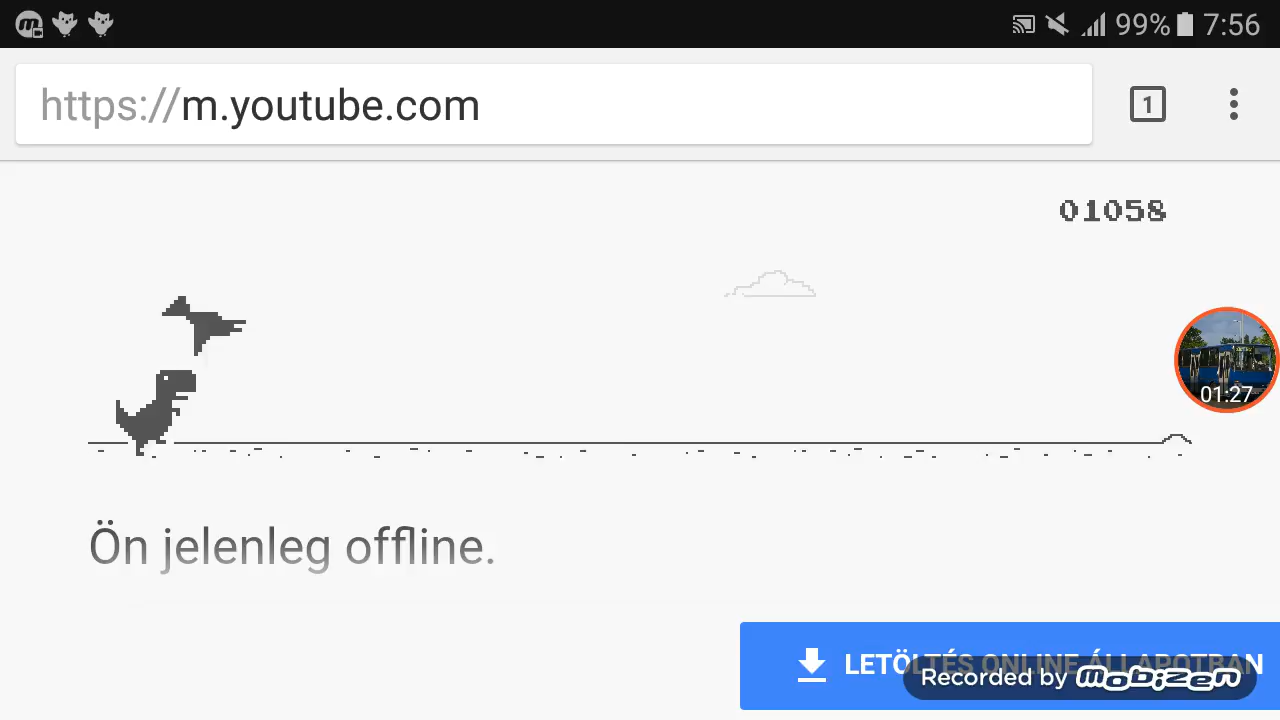 99% 7:56
https://m.youtube.com
1
01058
01:27
Ön jelenleg offline.
LETÖLTÉS ONLINE ÁLLAPOTBAN
Recorded by mobizen